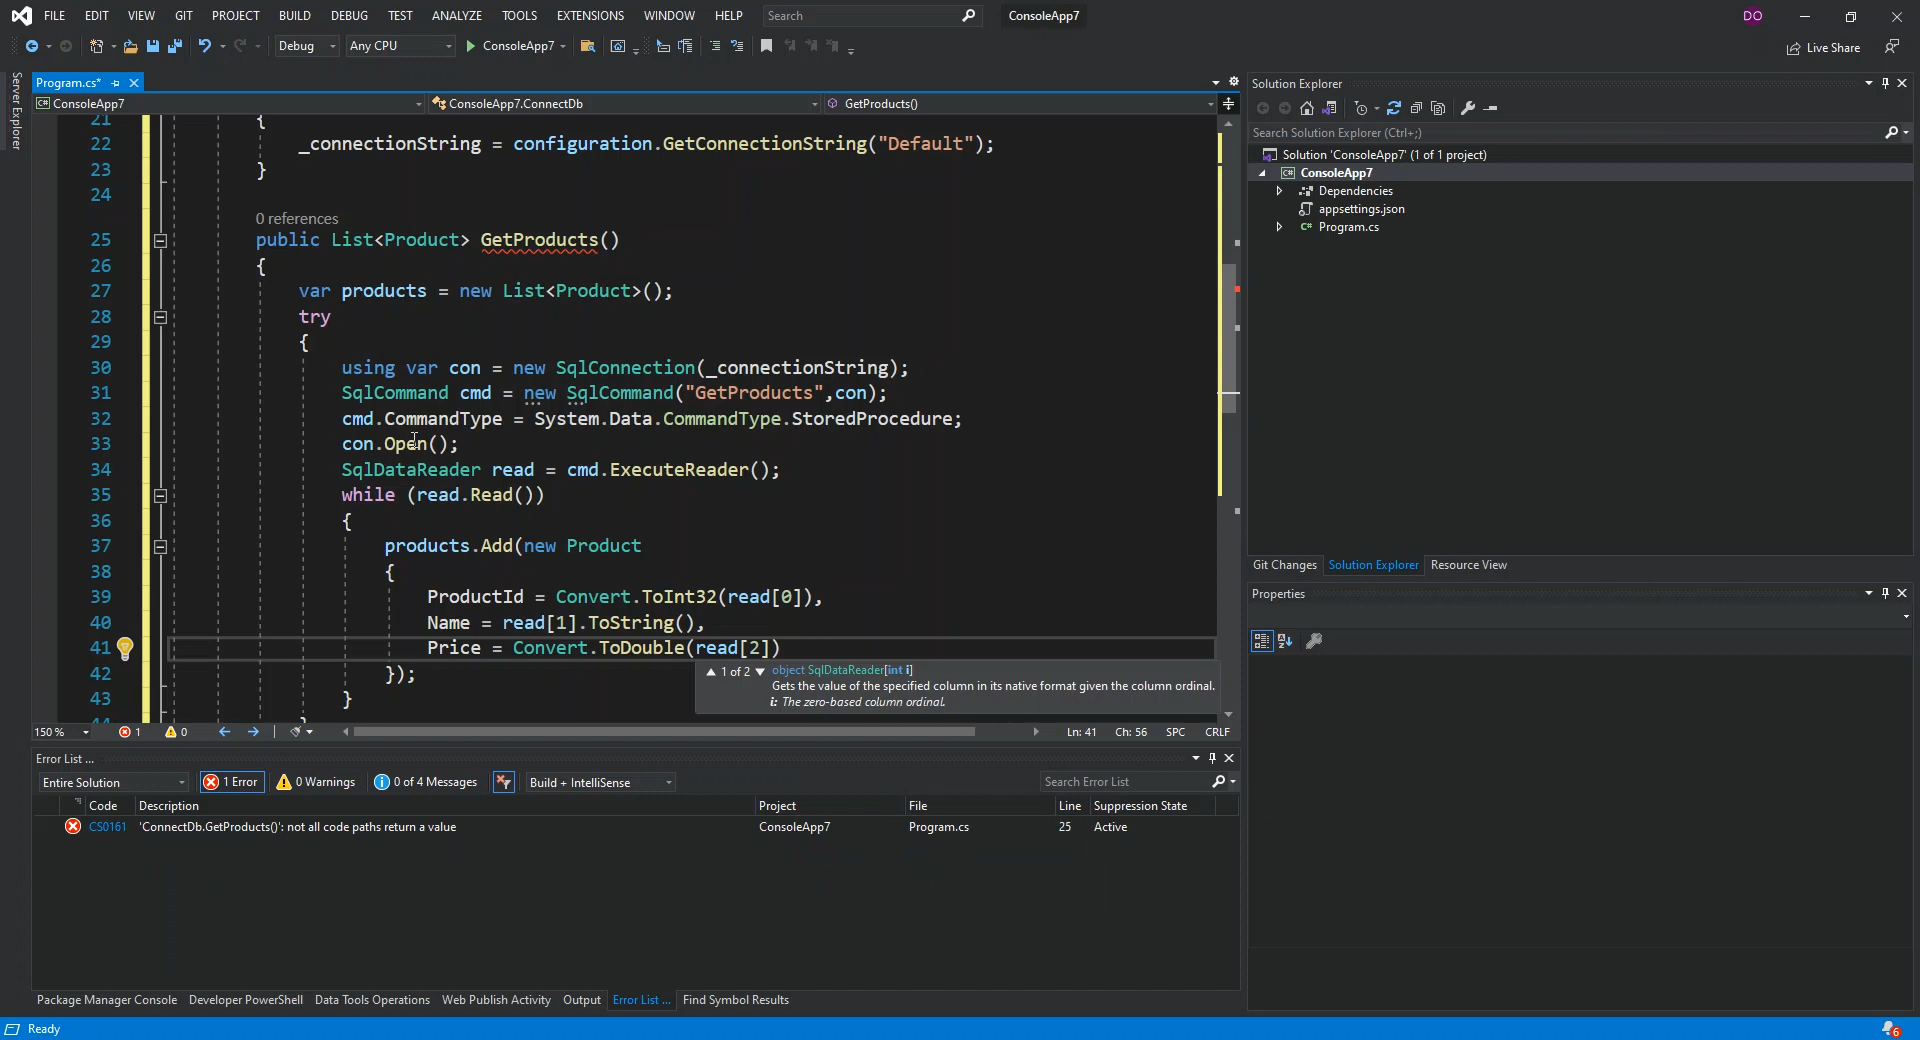 FILE EDIT VIEW GIT PROJECT BUILD DEBUG TEST ANALYZE TOOLS EXTENSIONS WINDOW HELP Search ConsoleApp7 DO
Debug Any CPU ConsoleApp7 Live Share
Server Explorer
Program.cs*
ConsoleApp7 ConsoleApp7.ConnectDb GetProducts()
21 {
22 _connectionString = configuration.GetConnectionString("Default");
23 }
24
0 references
25 public List<Product> GetProducts()
26 {
27 var products = new List<Product>();
28 try
29 {
30 using var con = new SqlConnection(_connectionString);
31 SqlCommand cmd = new SqlCommand("GetProducts",con);
32 cmd.CommandType = System.Data.CommandType.StoredProcedure;
33 con.Open();
34 SqlDataReader read = cmd.ExecuteReader();
35 while (read.Read())
36 {
37 products.Add(new Product
38 {
39 ProductId = Convert.ToInt32(read[0]),
40 Name = read[1].ToString(),
41 Price = Convert.ToDouble(read[2])
42 });
43 }
44 }
1 of 2 object SqlDataReader[int i]
Gets the value of the specified column in its native format given the column ordinal.
i: The zero-based column ordinal.
150 % 1 0 Ln: 41 Ch: 56 SPC CRLF
Error List ...
Entire Solution 1 Error 0 Warnings 0 of 4 Messages Build + IntelliSense Search Error List
Code Description Project File Line Suppression State
CS0161 'ConnectDb.GetProducts()': not all code paths return a value ConsoleApp7 Program.cs 25 Active
Package Manager Console Developer PowerShell Data Tools Operations Web Publish Activity Output Error List ... Find Symbol Results
Solution Explorer
Search Solution Explorer (Ctrl+;)
Solution 'ConsoleApp7' (1 of 1 project)
ConsoleApp7
Dependencies
appsettings.json
Program.cs
Git Changes Solution Explorer Resource View
Properties
Ready 6